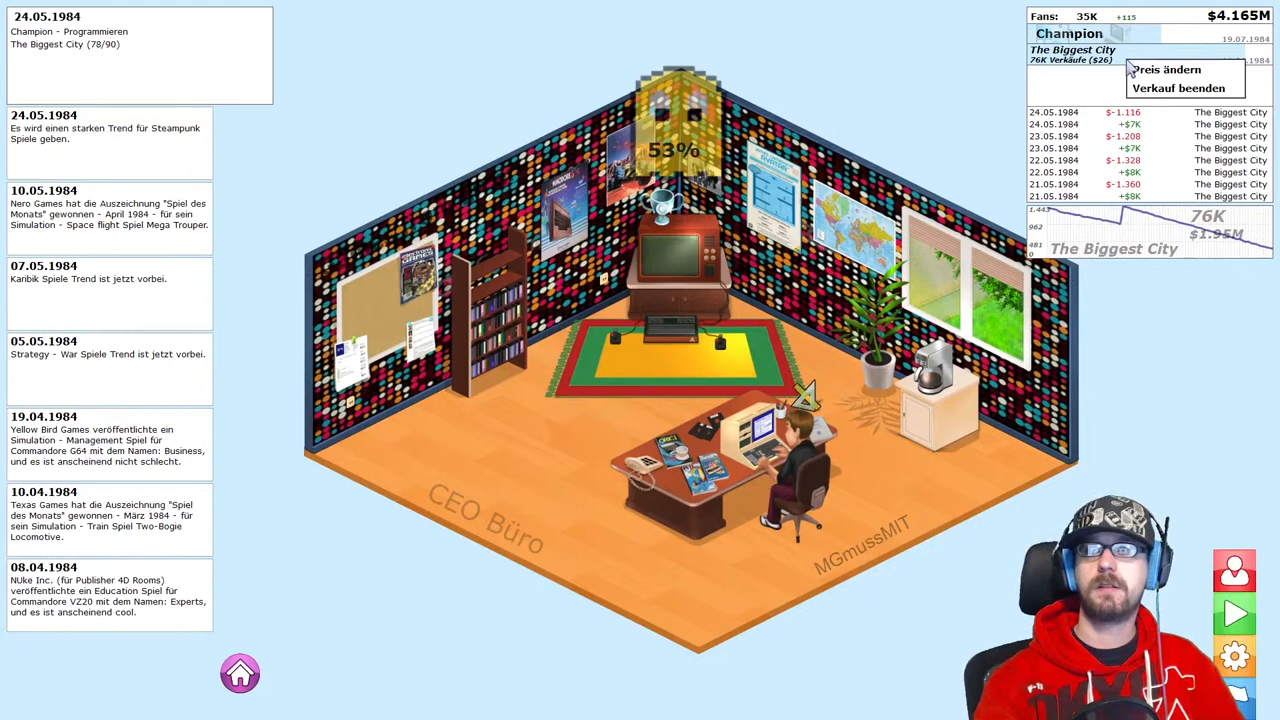 24.05.1984
Champion - Programmieren
The Biggest City (78/90)
24.05.1984
Es wird einen starken Trend für Steampunk
Spiele geben.
10.05.1984
Nero Games hat die Auszeichnung "Spiel des
Monats" gewonnen - April 1984 - für sein
Simulation - Space flight Spiel Mega Trouper.
07.05.1984
Karibik Spiele Trend ist jetzt vorbei.
05.05.1984
Strategy - War Spiele Trend ist jetzt vorbei.
19.04.1984
Yellow Bird Games veröffentlichte ein
Simulation - Management Spiel für
Commandore G64 mit dem Namen: Business,
und es ist anscheinend nicht schlecht.
10.04.1984
Texas Games hat die Auszeichnung "Spiel
des Monats" gewonnen - März 1984 - für
sein Simulation - Train Spiel Two-Bogie
Locomotive.
08.04.1984
NUke Inc. (für Publisher 4D Rooms)
veröffentlichte ein Education Spiel für
Commandore VZ20 mit dem Namen: Experts,
und es ist anscheinend cool.
53%
CEO Büro
MGmussMIT
Fans: 35K +115 $4.165M
Champion 19.07.1984
The Biggest City
76K Verkäufe ($26) 1984
Preis ändern
Verkauf beenden
24.05.1984 $-1.116 The Biggest City
24.05.1984 +$7K The Biggest City
23.05.1984 $-1.208 The Biggest City
23.05.1984 +$7K The Biggest City
22.05.1984 $-1.328 The Biggest City
22.05.1984 +$8K The Biggest City
21.05.1984 $-1.360 The Biggest City
21.05.1984 +$8K The Biggest City
1.443 76K
962 $1.95M
481 The Biggest City
0